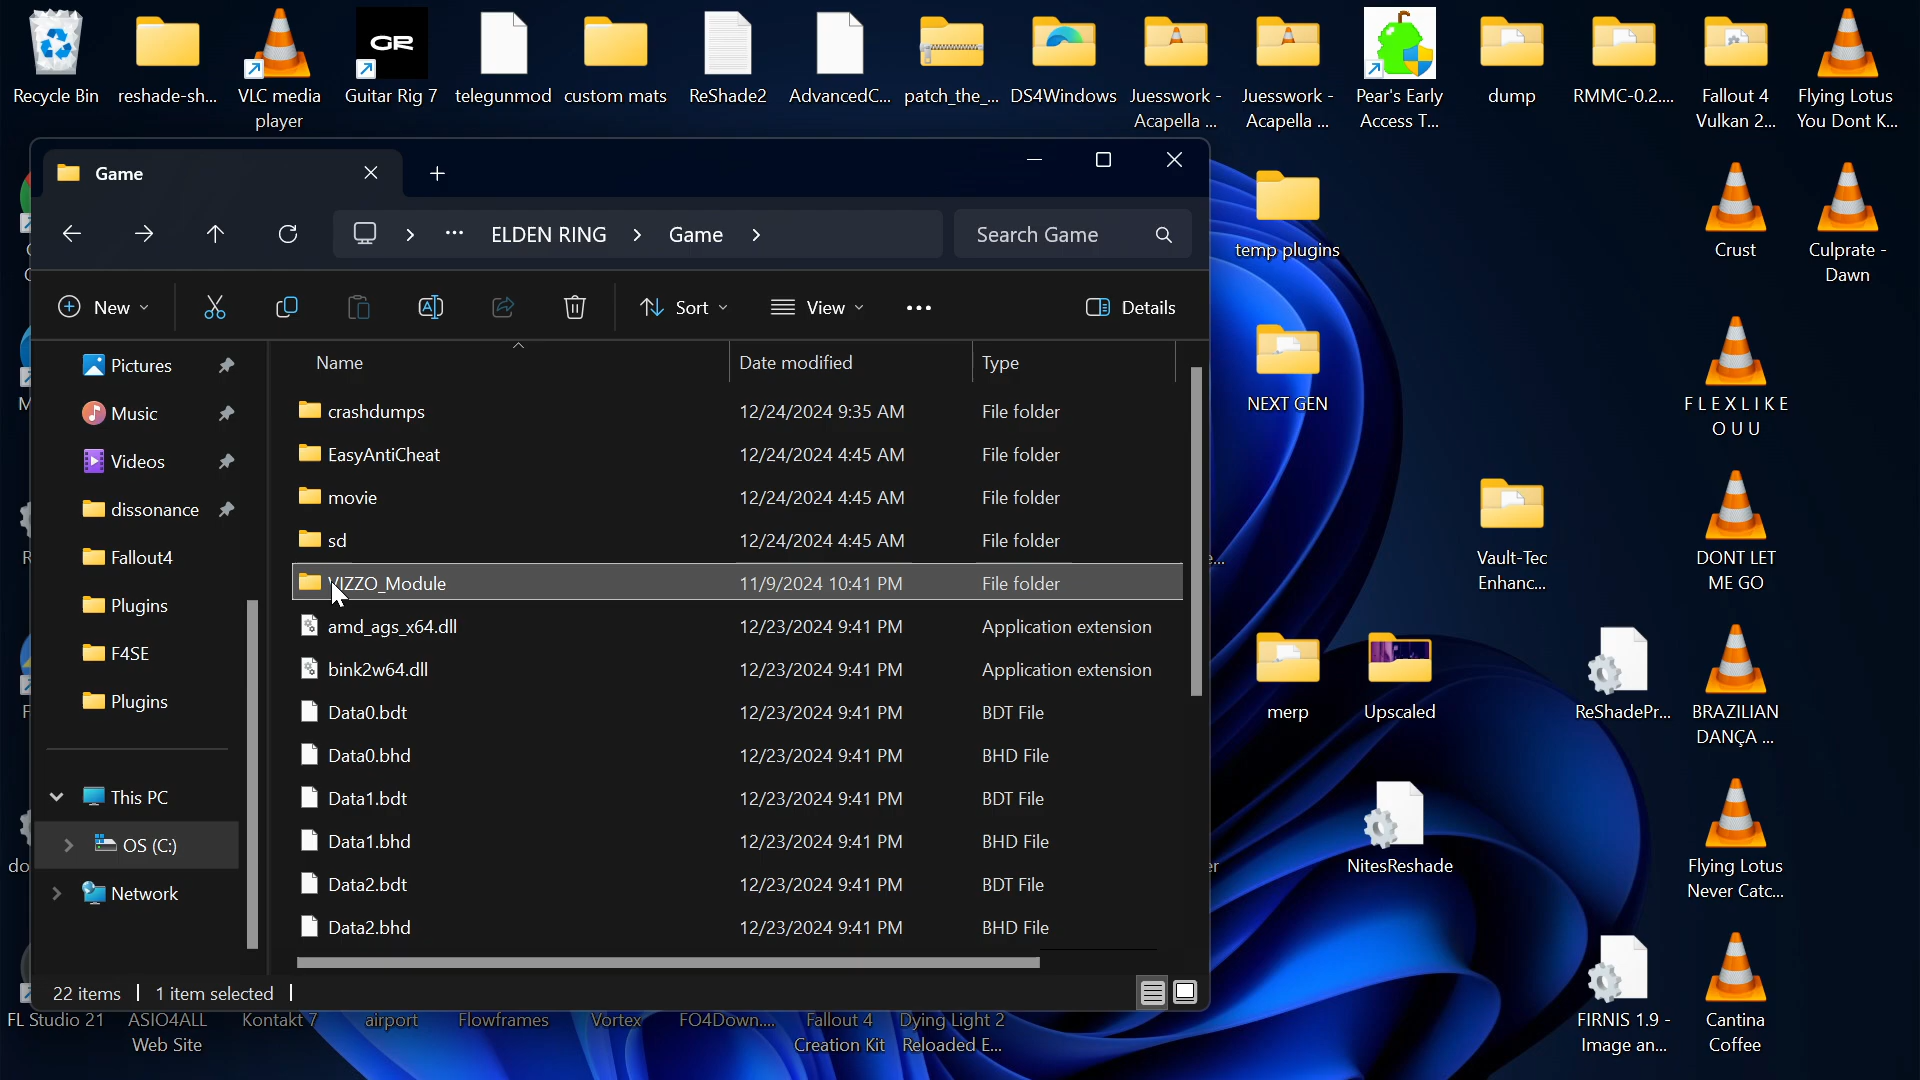 Recycle Bin
reshade-sh...
VLC media
player
GR
Guitar Rig 7
telegunmod
custom mats
ReShade2
AdvancedC...
patch_the_...
DS4Windows
Juesswork -
Acapella ...
Juesswork -
Acapella ...
Pear's Early
Access T...
dump
RMMC-0.2....
Fallout 4
Vulkan 2...
Flying Lotus
You Dont K...
Game
ELDEN RING
Game
Search Game
New
Sort
View
Details
Pictures
Music
Videos
dissonance
Fallout4
Plugins
F4SE
Plugins
This PC
OS (C:)
Network
Name
Date modified
Type
crashdumps 12/24/2024 9:35 AM File folder
EasyAntiCheat 12/24/2024 4:45 AM File folder
movie 12/24/2024 4:45 AM File folder
sd 12/24/2024 4:45 AM File folder
VIZZO_Module 11/9/2024 10:41 PM File folder
amd_ags_x64.dll 12/23/2024 9:41 PM Application extension
bink2w64.dll 12/23/2024 9:41 PM Application extension
Data0.bdt 12/23/2024 9:41 PM BDT File
Data0.bhd 12/23/2024 9:41 PM BHD File
Data1.bdt 12/23/2024 9:41 PM BDT File
Data1.bhd 12/23/2024 9:41 PM BHD File
Data2.bdt 12/23/2024 9:41 PM BDT File
Data2.bhd 12/23/2024 9:41 PM BHD File
22 items
1 item selected
temp plugins
Crust
Culprate -
Dawn
NEXT GEN
F L E X L I K E
O U U
Vault-Tec
Enhanc...
DONT LET
ME GO
merp
Upscaled
ReShadePr...
BRAZILIAN
DANÇA ...
NitesReshade
Flying Lotus
Never Catc...
FL Studio 21
ASIO4ALL
Web Site
Kontakt 7
airport
Flowframes
Vortex
FO4Down....
Fallout 4
Creation Kit
Dying Light 2
Reloaded E...
FIRNIS 1.9 -
Image an...
Cantina
Coffee